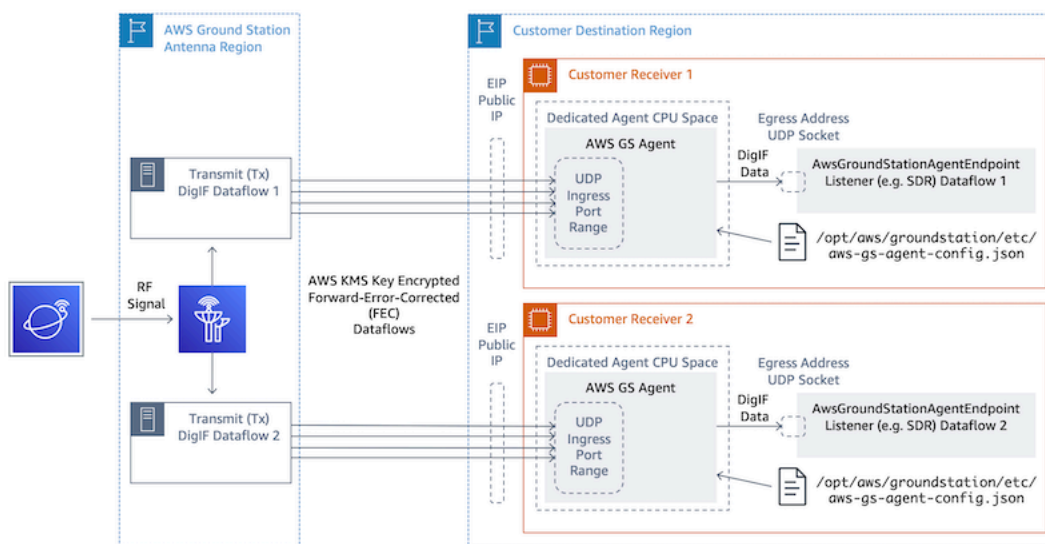 AWS Ground Station
Antenna Region
Customer Destination Region
EIP
Public
IP
Customer Receiver 1
Dedicated Agent CPU Space
AWS GS Agent
UDP
Ingress
Port
Range
DigIF
Data
Egress Address
UDP Socket
AwsGroundStationAgentEndpoint
Listener (e.g. SDR) Dataflow 1
/opt/aws/groundstation/etc/
aws-gs-agent-config.json
Transmit (Tx)
DigIF Dataflow 1
RF
Signal
AWS KMS Key Encrypted
Forward-Error-Corrected
(FEC)
Dataflows
Transmit (Tx)
DigIF Dataflow 2
EIP
Public
IP
Customer Receiver 2
Dedicated Agent CPU Space
AWS GS Agent
UDP
Ingress
Port
Range
DigIF
Data
Egress Address
UDP Socket
AwsGroundStationAgentEndpoint
Listener (e.g. SDR) Dataflow 2
/opt/aws/groundstation/etc/
aws-gs-agent-config.json